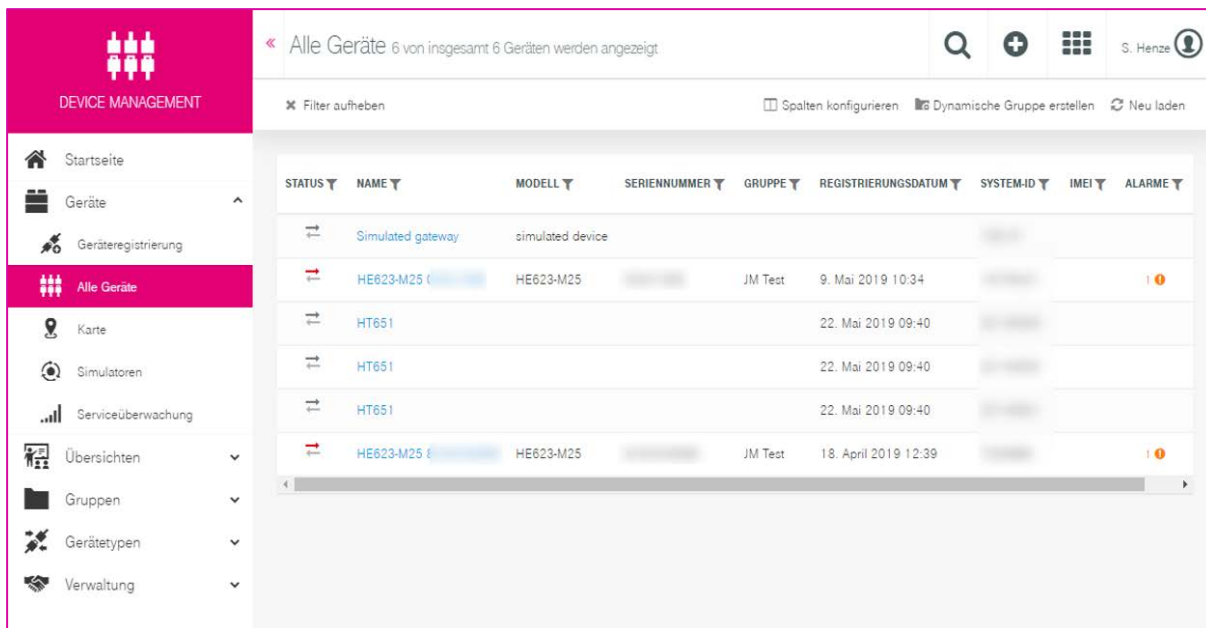 DEVICE MANAGEMENT
Alle Geräte 6 von insgesamt 6 Geräten werden angezeigt
S. Henze
Filter aufheben
Spalten konfigurieren Dynamische Gruppe erstellen Neu laden
Startseite
Geräte
Geräteregistrierung
Alle Geräte
Karte
Simulatoren
Serviceüberwachung
Übersichten
Gruppen
Gerätetypen
Verwaltung
STATUS NAME MODELL SERIENNUMMER GRUPPE REGISTRIERUNGSDATUM SYSTEM-ID IMEI ALARME
Simulated gateway simulated device
HE623-M25 HE623-M25 JM Test 9. Mai 2019 10:34 1
HT651 22. Mai 2019 09:40
HT651 22. Mai 2019 09:40
HT651 22. Mai 2019 09:40
HE623-M25 HE623-M25 JM Test 18. April 2019 12:39 1